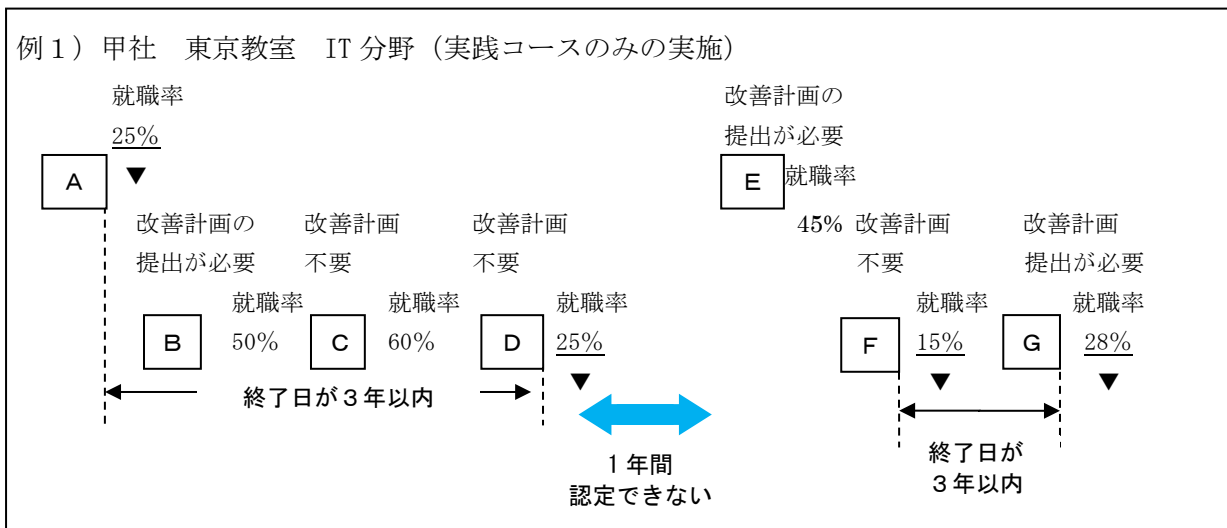 例１）甲社　東京教室　IT 分野（実践コースのみの実施）
就職率
25%
A
▼
改善計画の
提出が必要
就職率
50%
B
改善計画
不要
就職率
60%
C
改善計画
不要
就職率
25%
D
▼
終了日が３年以内
１年間
認定できない
改善計画の
提出が必要
E
就職率
45%
改善計画
不要
就職率
15%
F
▼
改善計画
提出が必要
就職率
28%
G
▼
終了日が
３年以内